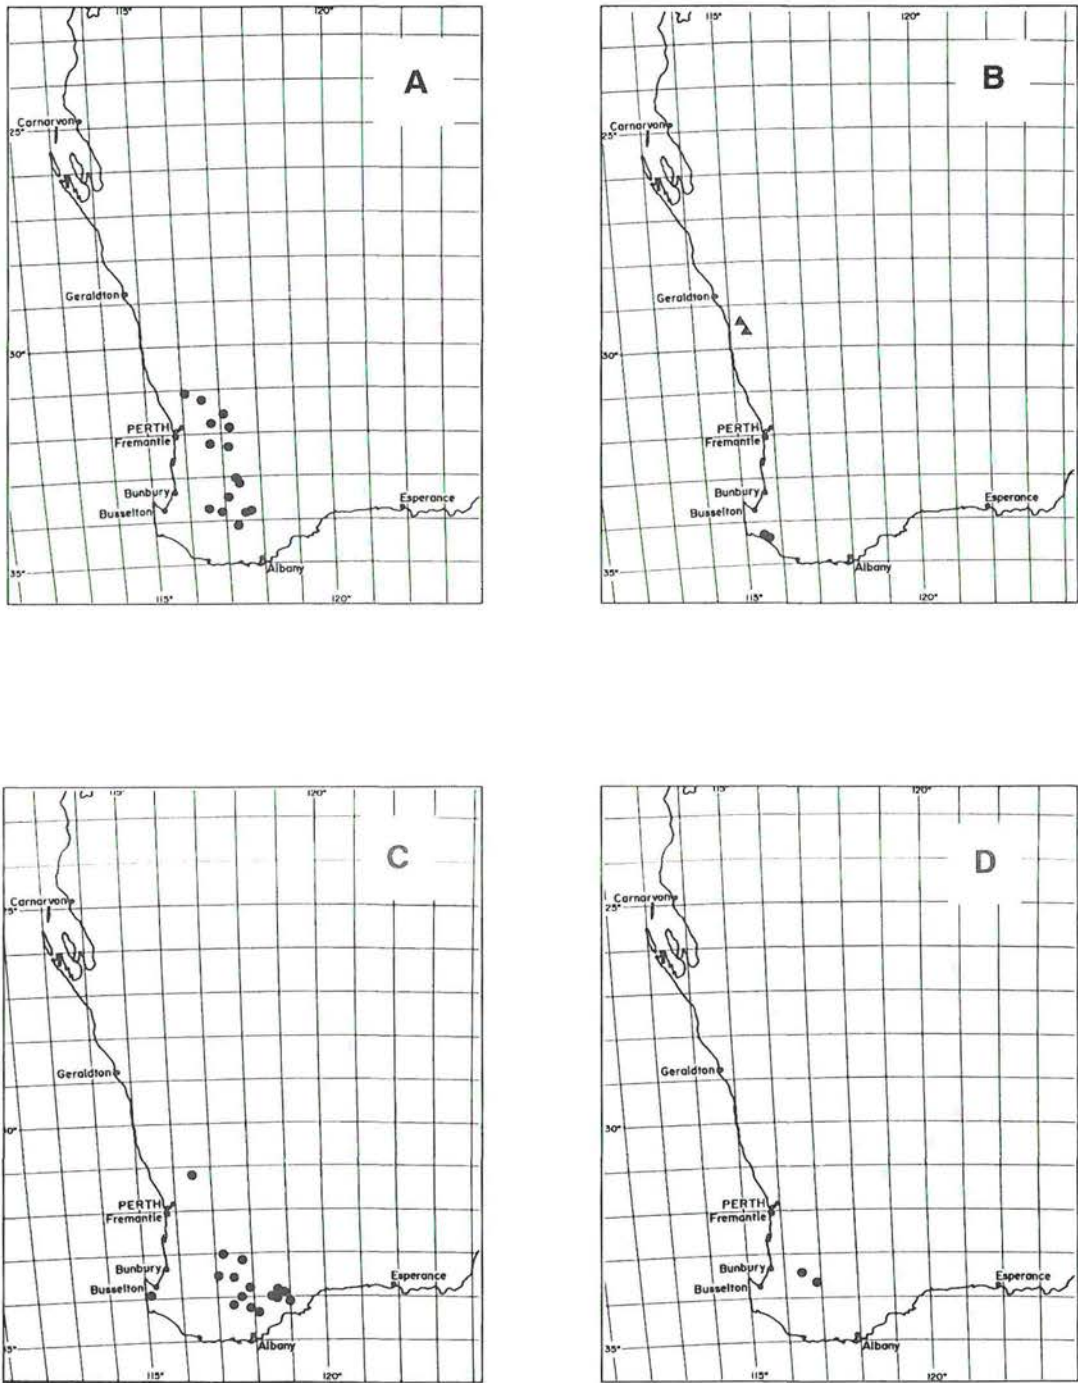 115°
120°
A
Carnarvon
25°
Geraldton
30°
PERTH
Fremantle
Bunbury
Busselton
Esperance
Albany
35°
115°
120°
115°
120°
B
Carnarvon
25°
Geraldton
30°
PERTH
Fremantle
Bunbury
Busselton
Esperance
Albany
35°
115°
120°
120°
C
Carnarvon
Geraldton
PERTH
Fremantle
Bunbury
Busselton
Esperance
Albany
115°
120°
120°
D
Carnarvon
25°
Geraldton
30°
PERTH
Fremantle
Bunbury
Busselton
Esperance
Albany
35°
115°
120°